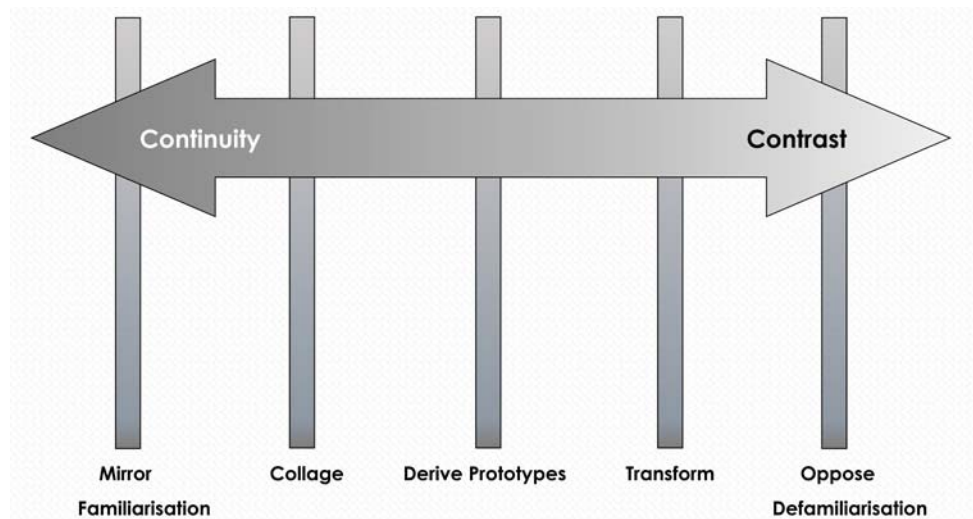 Continuity Contrast
Mirror Collage Derive Prototypes Transform Oppose
Familiarisation Defamiliarisation